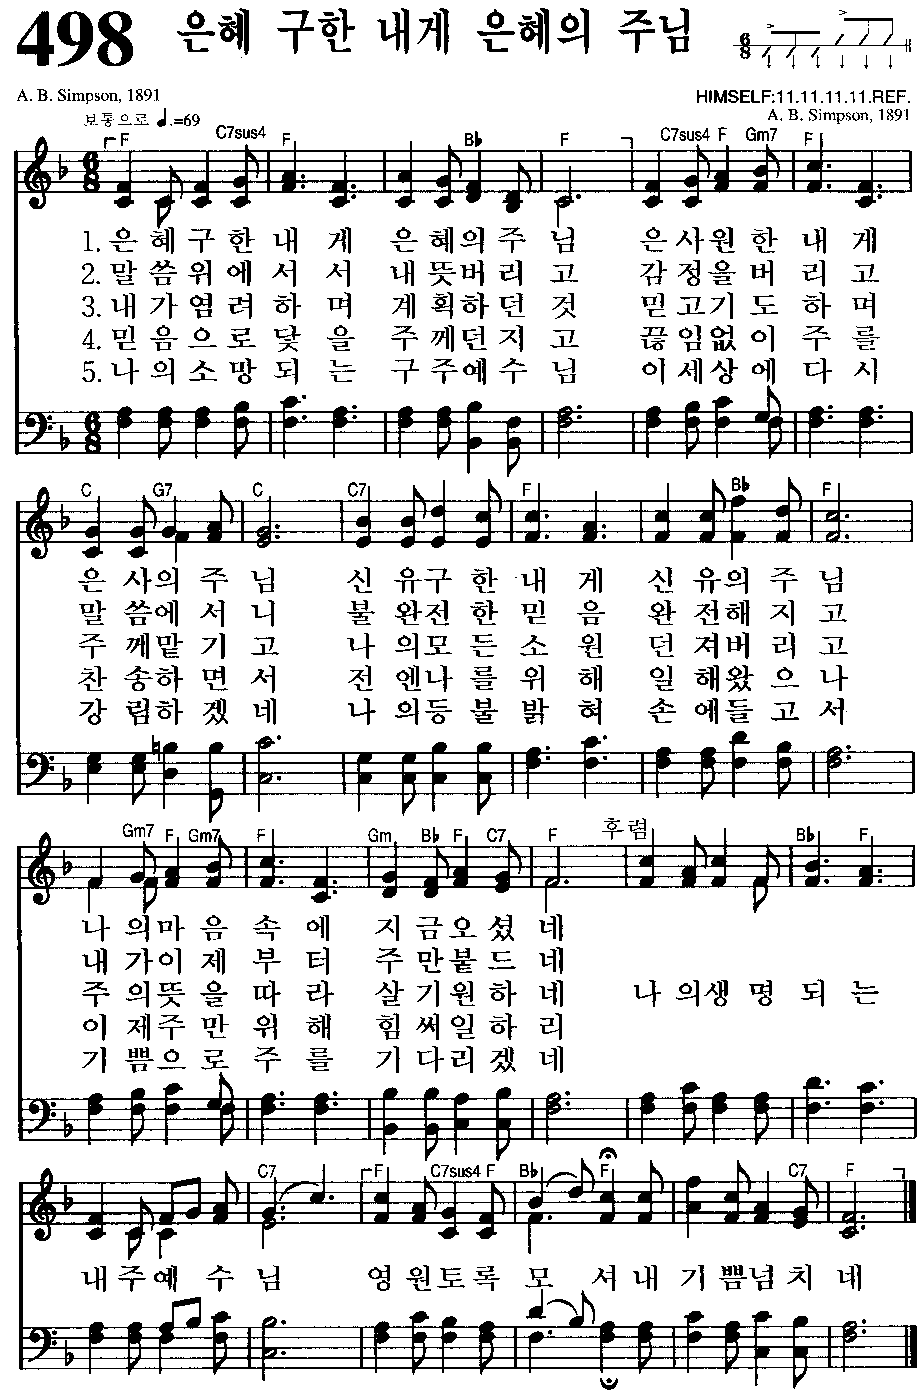 498 은혜 구한 내게 은혜의 주님
6 8
A. B. Simpson, 1891
HIMSELF:11.11.11.11.REF.
보통으로 ♩.=69
A. B. Simpson, 1891
F C7sus4 F B♭ F C7sus4 F Gm7 F
6 8
1. 은혜구한내게 은혜의주님 은사원한내게
2. 말씀위에서서 내뜻버리고 감정을버리고
3. 내가염려하며 계획하던것 믿고기도하며
4. 믿음으로닻을 주께던지고 끊임없이주를
5. 나의소망되는 구주예수님 이세상에다시
6 8
C G7 C C7 F B♭ F
은사의주님 신유구한내게 신유의주님
말씀에서니 불완전한믿음 완전해지고
주께맡기고 나의모든소원 던져버리고
찬송하면서 전엔나를위해 일해왔으나
강림하겠네 나의등불밝혀 손에들고서
Gm7 F Gm7 F Gm B♭ F C7 F 후렴 B♭ F
나의마음속에 지금오셨네
내가이제부터 주만붙드네
주의뜻을따라 살기원하네 나의생명되는
이제주만위해 힘써일하리
기쁨으로주를 기다리겠네
C7 F C7sus4 F B♭ F C7 F
내주예수님 영원토록모셔내기쁨넘치네